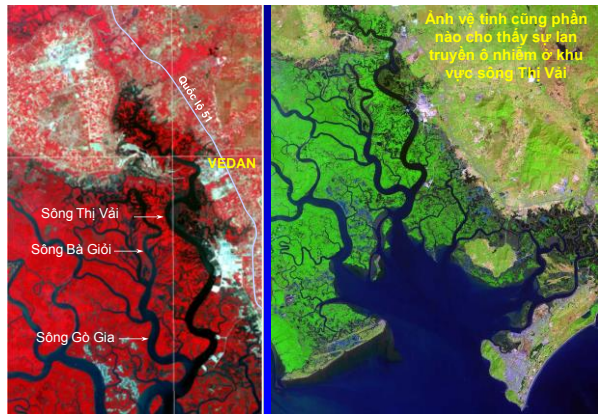 Quốc lộ 51
VEDAN
Sông Thị Vải
Sông Bà Giỏi
Sông Gò Gia
Ảnh vệ tinh cũng phần
nào cho thấy sự lan
truyền ô nhiễm ở khu
vực sông Thị Vải